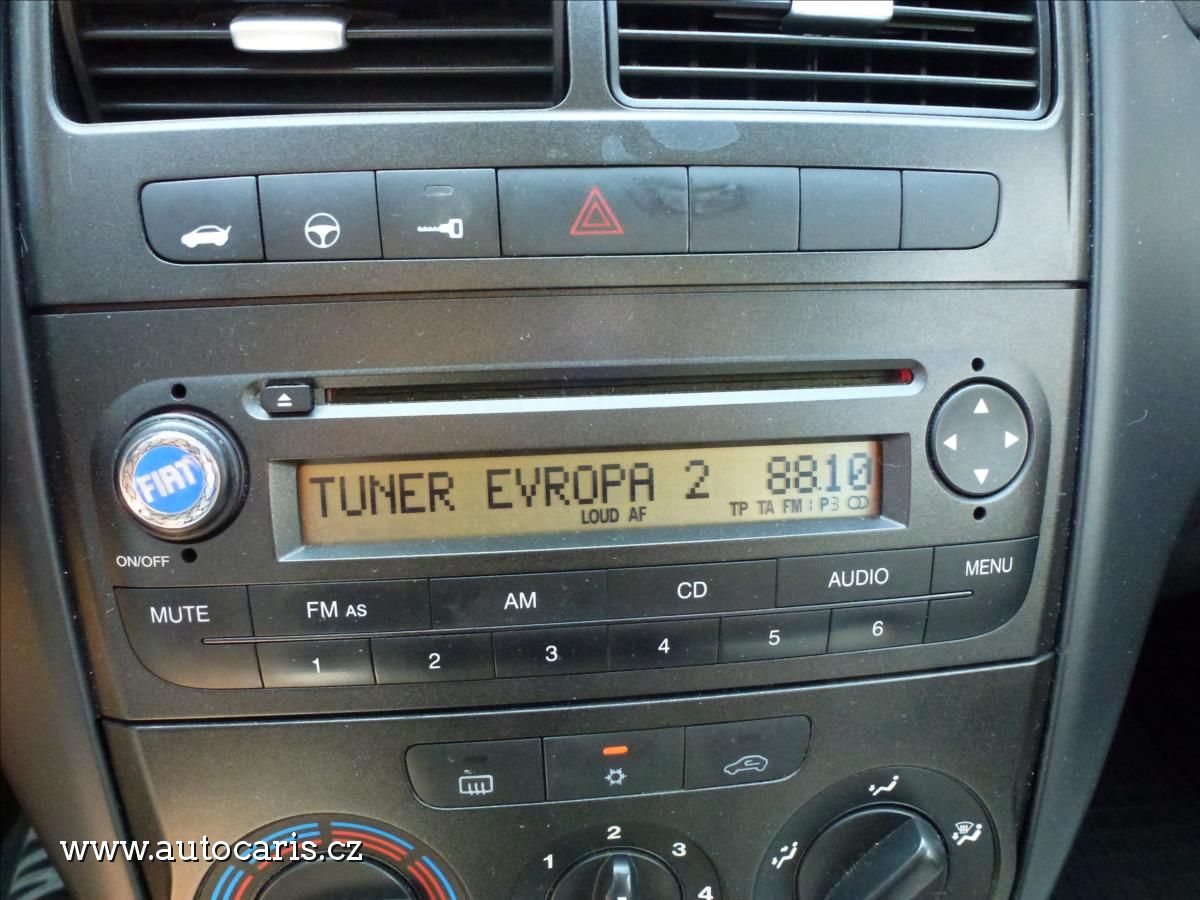 FIAT
ON/OFF
TUNER EVROPA 2 88.10
LOUD AF TP TA FM1 P3
MUTE FM AS AM CD AUDIO MENU
1 2 3 4 5 6
1 2 3 4
www.autocaris.cz